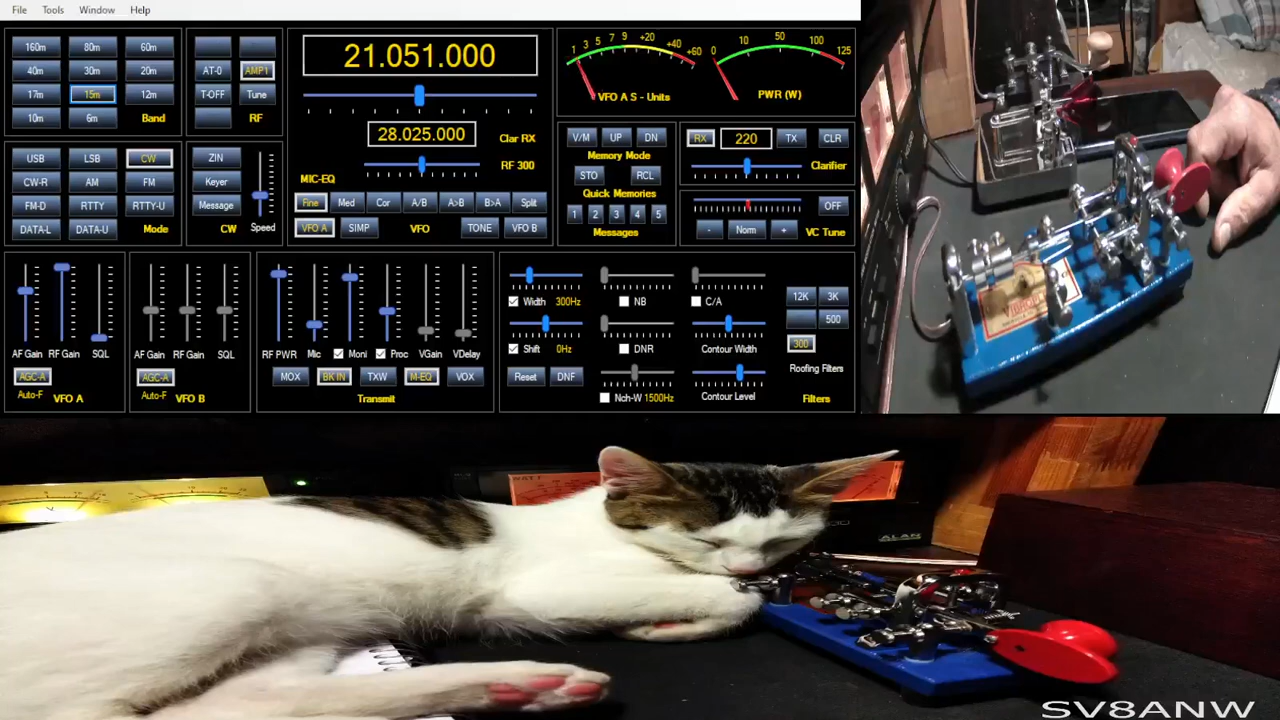 File Tools Window Help
160m 80m 60m
40m 30m 20m
17m 15m 12m
10m 6m Band
AT-0 AMP1
T-OFF Tune
RF
21.051.000
28.025.000 Clar RX
RF 300
MIC-EQ
Fine Med Cor A/B A>B B>A Split
VFO A SIMP VFO TONE VFO B
1 3 5 7 9 +20 +40 +60
VFO A S - Units
0 10 50 100 125
PWR (W)
USB LSB CW
CW-R AM FM
FM-D RTTY RTTY-U
DATA-L DATA-U Mode
ZIN
Keyer
Message
CW Speed
V/M UP DN
Memory Mode
STO RCL
Quick Memories
1 2 3 4 5
Messages
RX 220 TX CLR
Clarifier
OFF
- Norm + VC Tune
AF Gain RF Gain SQL
AGC-A
Auto-F VFO A
AF Gain RF Gain SQL
AGC-A
Auto-F VFO B
RF PWR Mic Moni Proc VGain VDelay
MOX BK IN TXW M-EQ VOX
Transmit
Width 300Hz NB C/A
Shift 0Hz DNR Contour Width
Reset DNF
Nch-W 1500Hz Contour Level
12K 3K
500
300
Roofing Filters
Filters
WATT
ALAN
SV8ANW